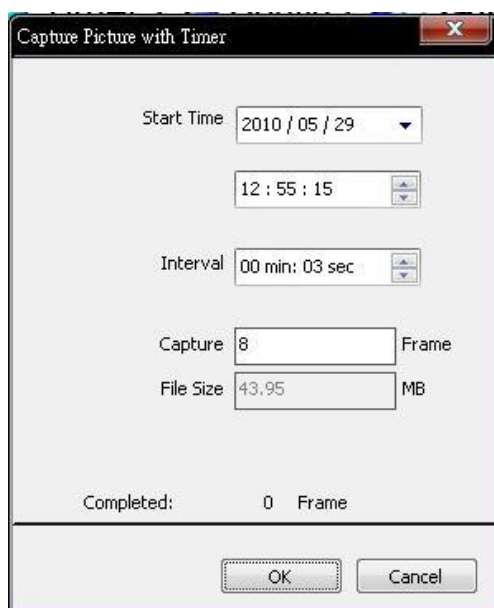 Capture Picture with Timer
Start Time 2010 / 05 / 29
12 : 55 : 15
Interval 00 min: 03 sec
Capture 8 Frame
File Size 43.95 MB
Completed: 0 Frame
OK Cancel